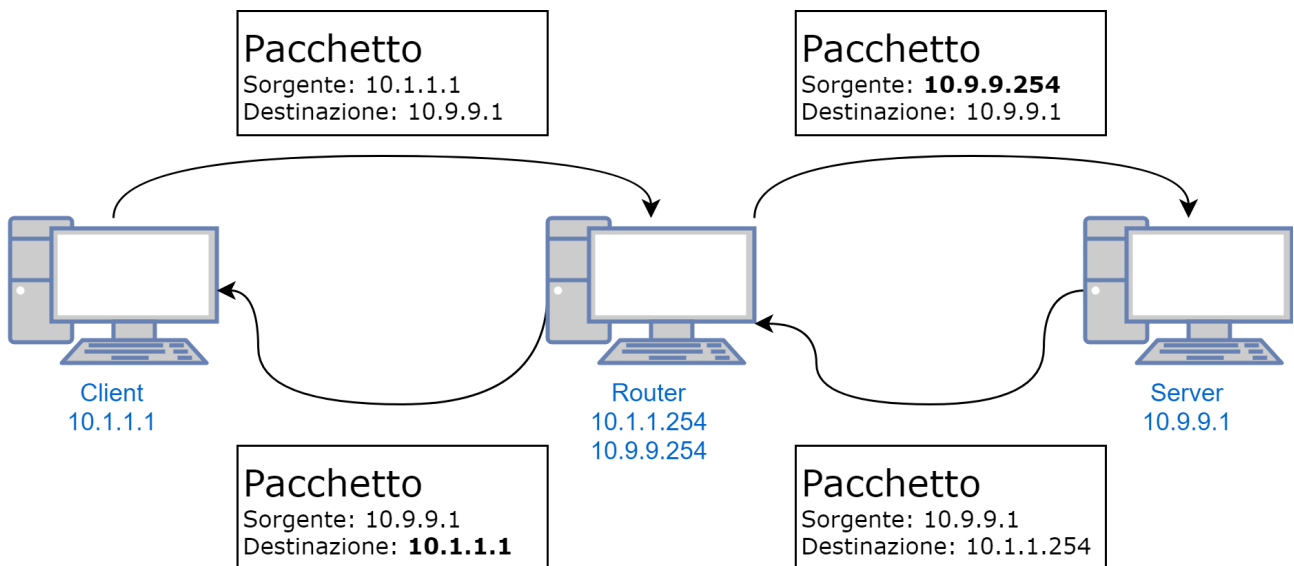 Pacchetto
Sorgente: 10.1.1.1
Destinazione: 10.9.9.1
Pacchetto
Sorgente: 10.9.9.254
Destinazione: 10.9.9.1
Client
10.1.1.1
Router
10.1.1.254
10.9.9.254
Server
10.9.9.1
Pacchetto
Sorgente: 10.9.9.1
Destinazione: 10.1.1.1
Pacchetto
Sorgente: 10.9.9.1
Destinazione: 10.1.1.254